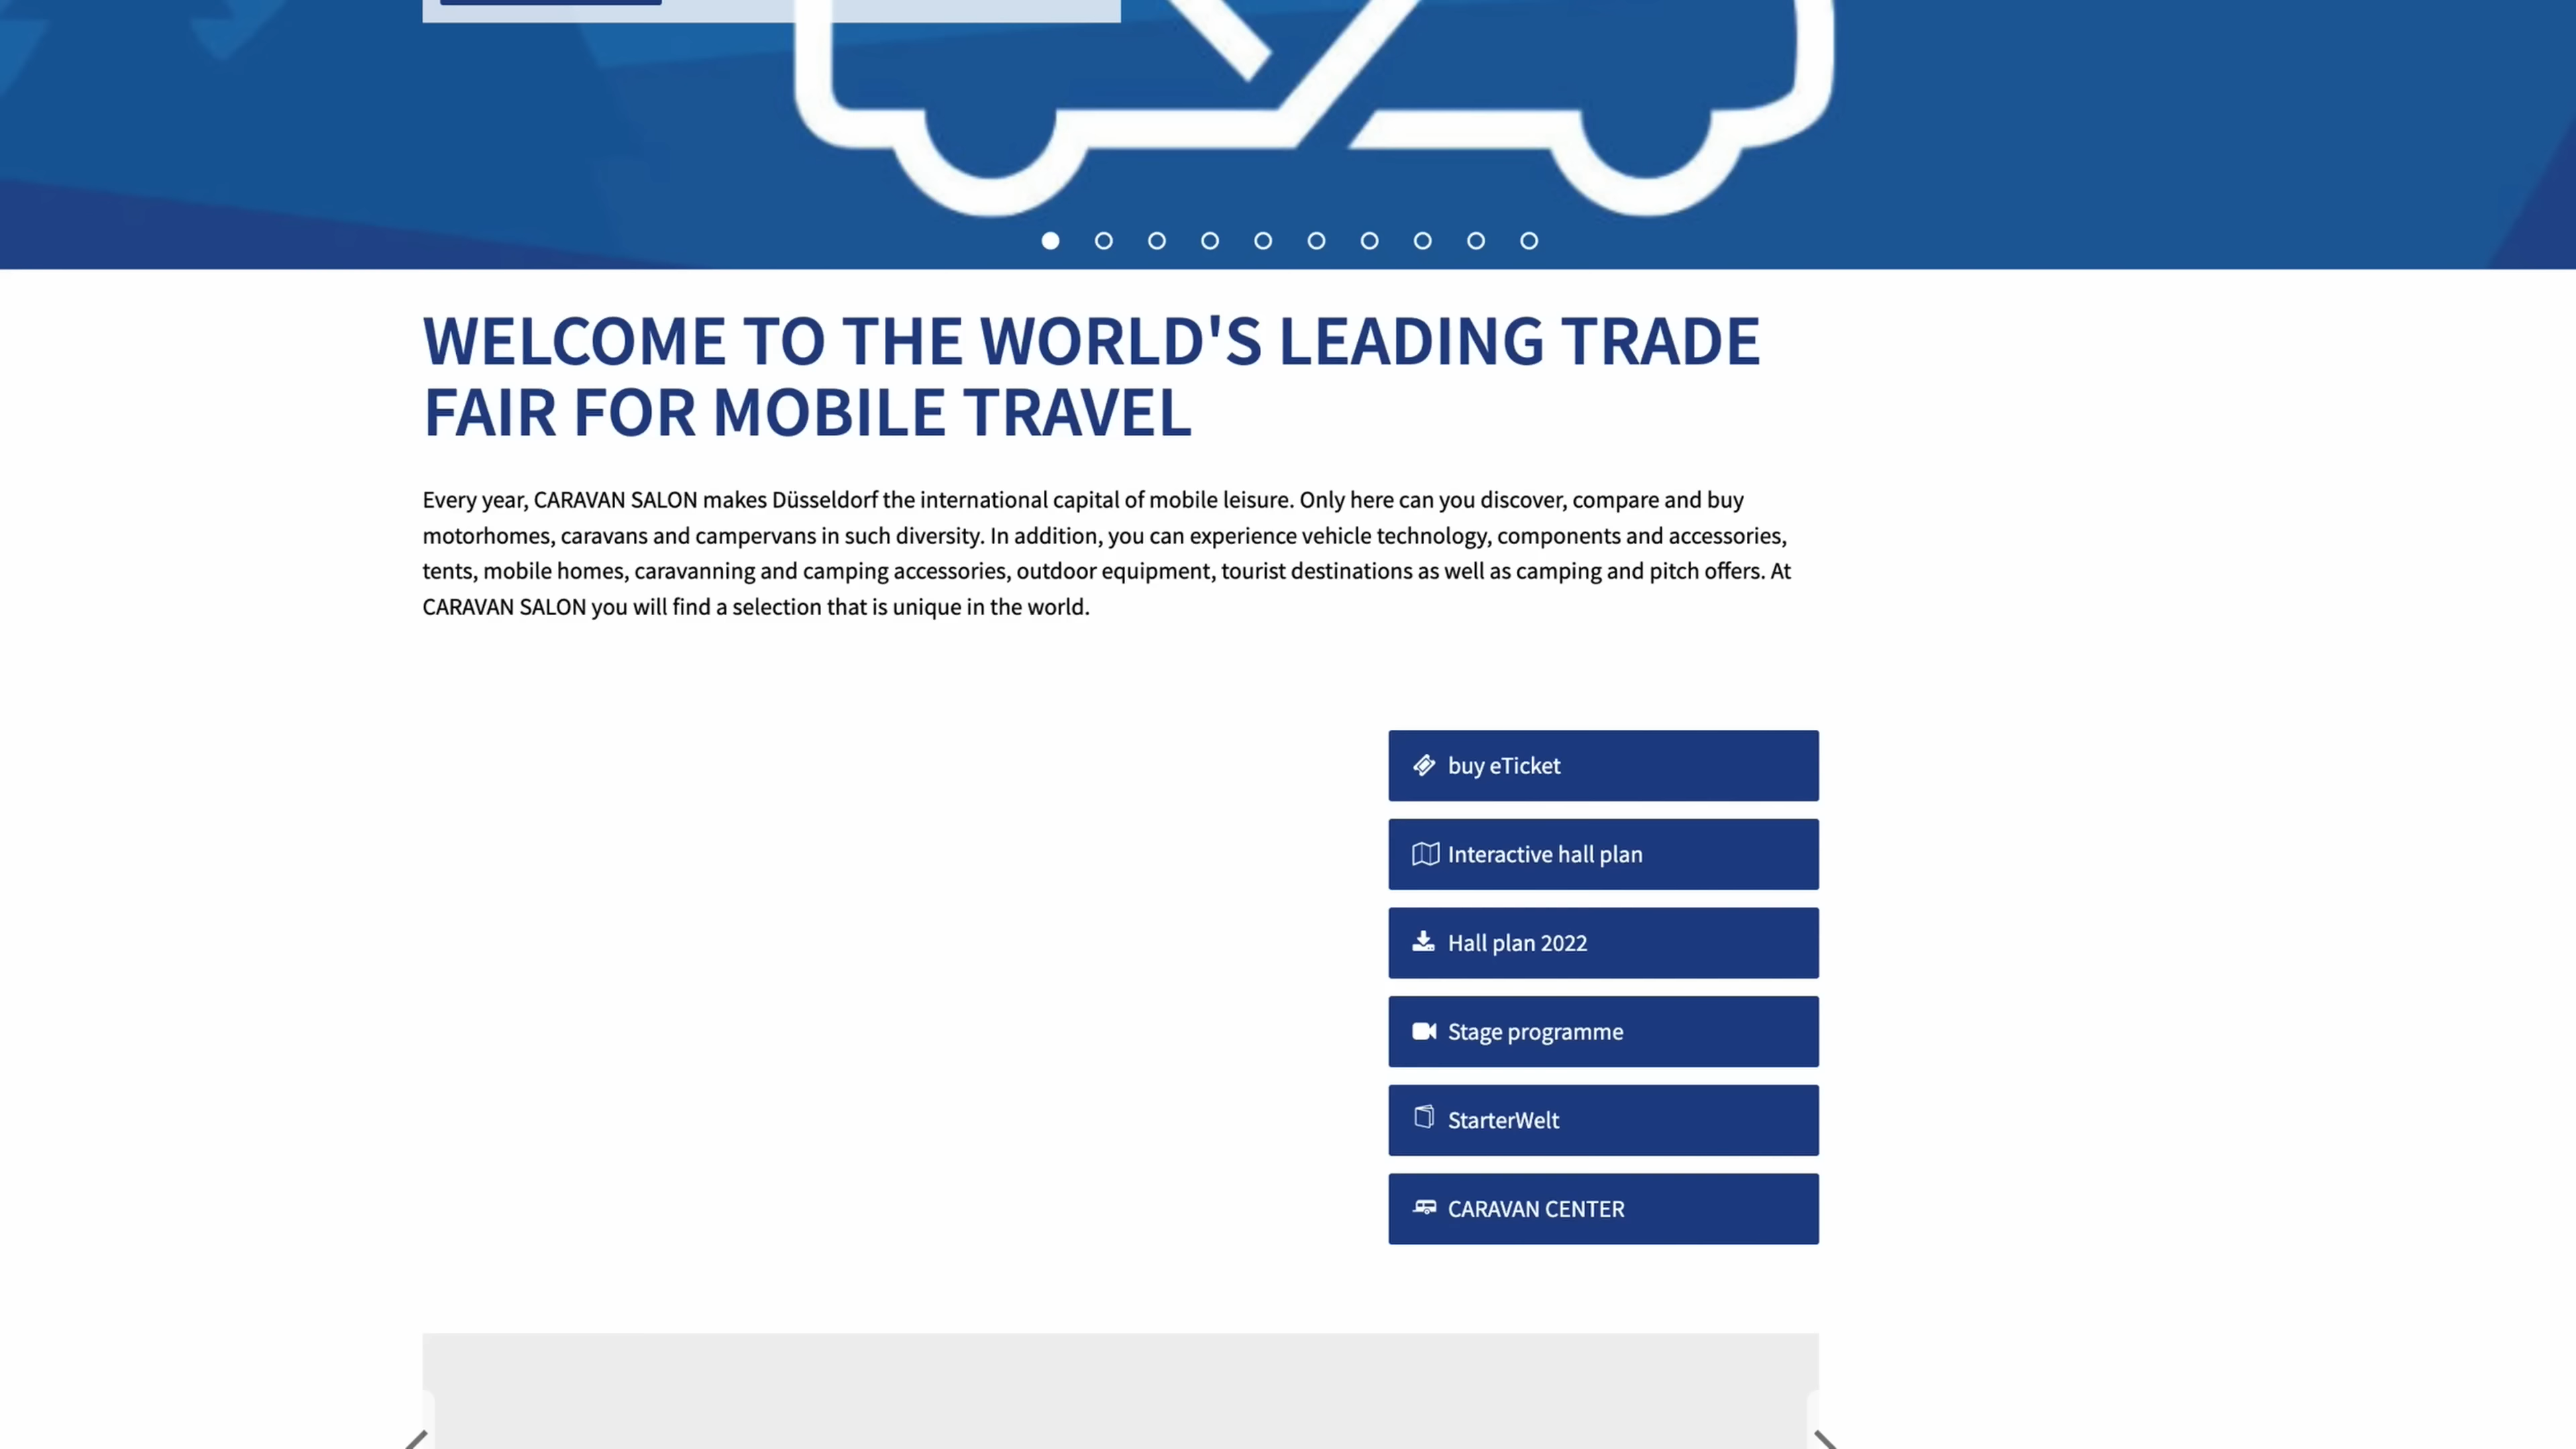 WELCOME TO THE WORLD'S LEADING TRADE
FAIR FOR MOBILE TRAVEL
Every year, CARAVAN SALON makes Düsseldorf the international capital of mobile leisure. Only here can you discover, compare and buy
motorhomes, caravans and campervans in such diversity. In addition, you can experience vehicle technology, components and accessories,
tents, mobile homes, caravanning and camping accessories, outdoor equipment, tourist destinations as well as camping and pitch offers. At
CARAVAN SALON you will find a selection that is unique in the world.
buy eTicket
Interactive hall plan
Hall plan 2022
Stage programme
StarterWelt
CARAVAN CENTER